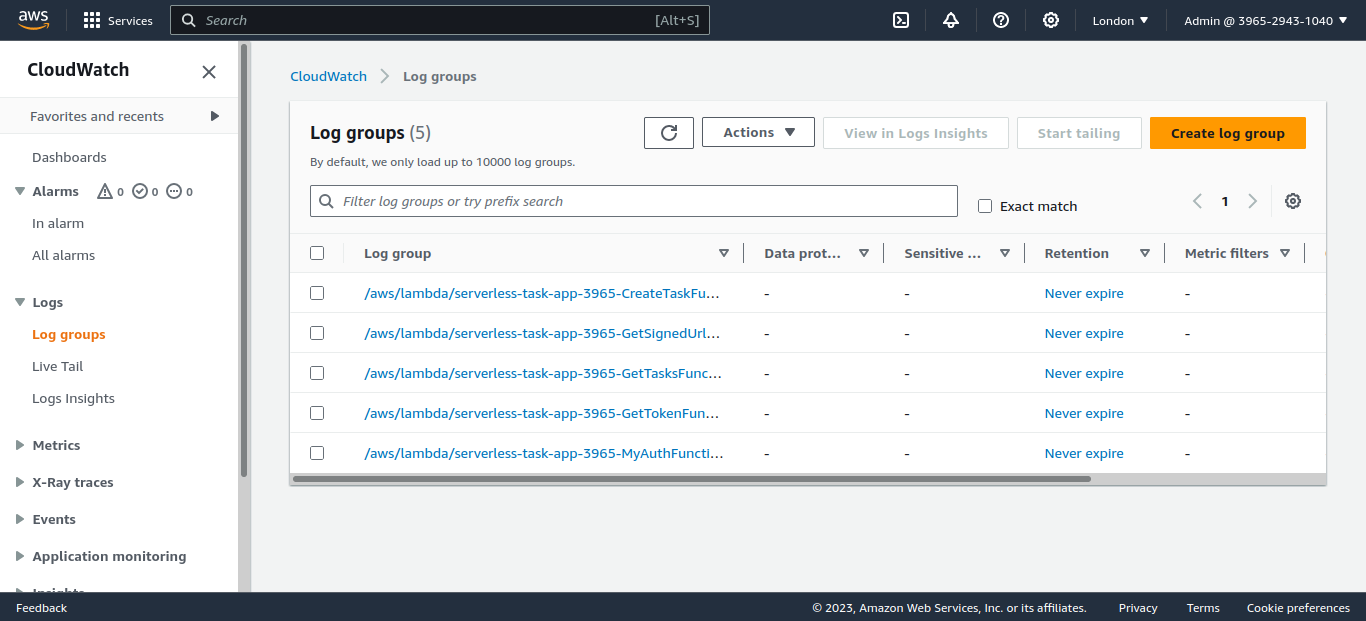 aws Services Search [Alt+S] London Admin @ 3965-2943-1040
CloudWatch
Favorites and recents
Dashboards
Alarms 0 0 0
In alarm
All alarms
Logs
Log groups
Live Tail
Logs Insights
Metrics
X-Ray traces
Events
Application monitoring
Insights
CloudWatch Log groups
Log groups (5)
Actions
View in Logs Insights
Start tailing
Create log group
By default, we only load up to 10000 log groups.
Filter log groups or try prefix search
Exact match
1
Log group Data prot... Sensitive ... Retention Metric filters
/aws/lambda/serverless-task-app-3965-CreateTaskFu... - - Never expire -
/aws/lambda/serverless-task-app-3965-GetSignedUrl... - - Never expire -
/aws/lambda/serverless-task-app-3965-GetTasksFunc... - - Never expire -
/aws/lambda/serverless-task-app-3965-GetTokenFun... - - Never expire -
/aws/lambda/serverless-task-app-3965-MyAuthFuncti... - - Never expire -
Feedback © 2023, Amazon Web Services, Inc. or its affiliates. Privacy Terms Cookie preferences